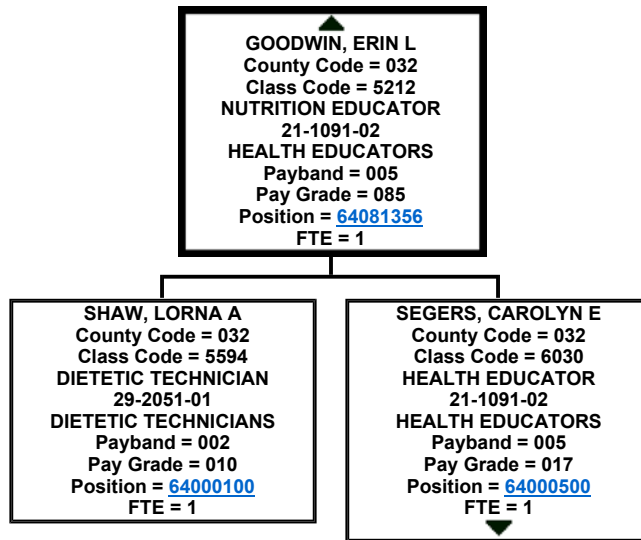 GOODWIN, ERIN L
County Code = 032
Class Code = 5212
NUTRITION EDUCATOR
21-1091-02
HEALTH EDUCATORS
Payband = 005
Pay Grade = 085
Position = 64081356
FTE = 1
SHAW, LORNA A
County Code = 032
Class Code = 5594
DIETETIC TECHNICIAN
29-2051-01
DIETETIC TECHNICIANS
Payband = 002
Pay Grade = 010
Position = 64000100
FTE = 1
SEGERS, CAROLYN E
County Code = 032
Class Code = 6030
HEALTH EDUCATOR
21-1091-02
HEALTH EDUCATORS
Payband = 005
Pay Grade = 017
Position = 64000500
FTE = 1